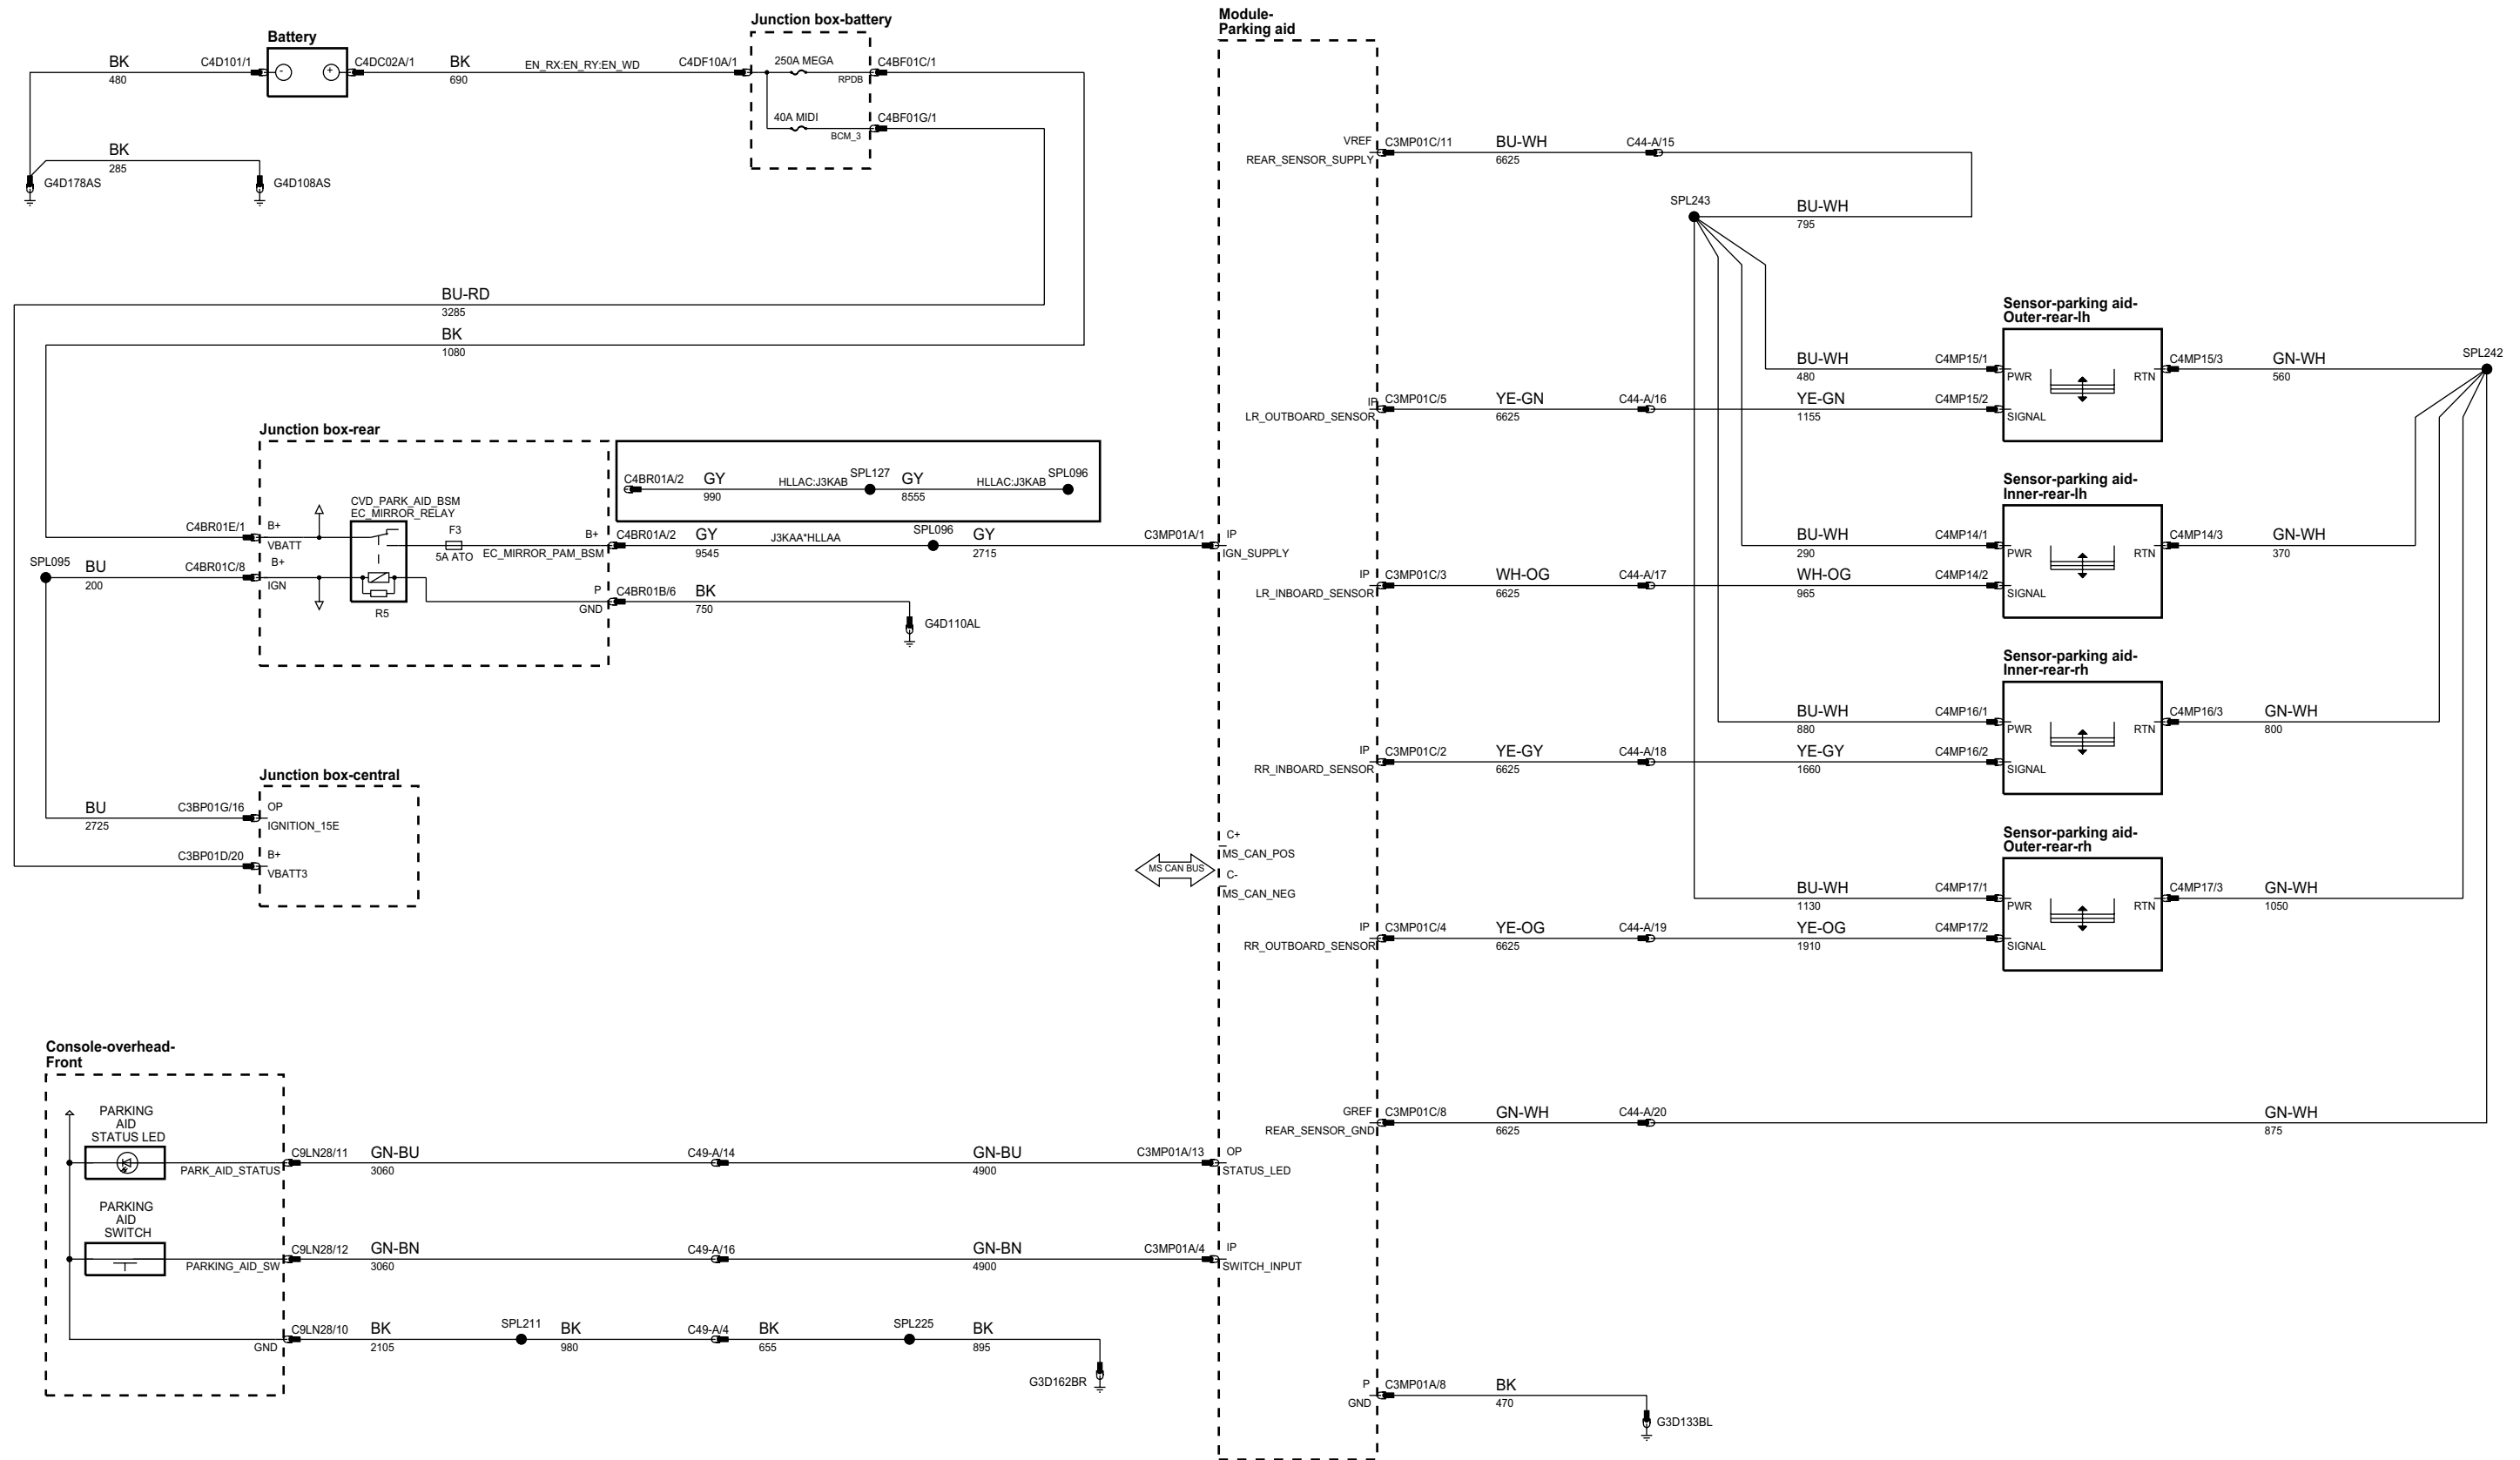 Battery
BK
480
C4D101/1
-
+
C4DC02A/1
BK
690
EN_RX:EN_RY:EN_WD
C4DF10A/1
Junction box-battery
250A MEGA
RPDB
C4BF01C/1
40A MIDI
BCM_3
C4BF01G/1
BK
285
G4D178AS
G4D108AS
BU-RD
3285
BK
1080
Junction box-rear
CVD_PARK_AID_BSM
EC_MIRROR_RELAY
C4BR01E/1
B+
VBATT
F3
5A ATO
B+
EC_MIRROR_PAM_BSM
SPL095
BU
200
C4BR01C/8
B+
IGN
R5
P
GND
C4BR01A/2
GY
990
HLLAC:J3KAB
SPL127
GY
8555
HLLAC:J3KAB
SPL096
C4BR01A/2
GY
9545
J3KAA*HLLAA
SPL096
GY
2715
C3MP01A/1
C4BR01B/6
BK
750
G4D110AL
Junction box-central
BU
2725
C3BP01G/16
OP
IGNITION_15E
C3BP01D/20
B+
VBATT3
Console-overhead-
Front
PARKING
AID
STATUS LED
PARK_AID_STATUS
C9LN28/11
GN-BU
3060
C49-A/14
GN-BU
4900
C3MP01A/13
PARKING
AID
SWITCH
PARKING_AID_SW
C9LN28/12
GN-BN
3060
C49-A/16
GN-BN
4900
C3MP01A/4
GND
C9LN28/10
BK
2105
SPL211
BK
980
C49-A/4
BK
655
SPL225
BK
895
G3D162BR
Module-
Parking aid
IP
IGN_SUPPLY
MS CAN BUS
C+
MS_CAN_POS
C-
MS_CAN_NEG
OP
STATUS_LED
IP
SWITCH_INPUT
VREF
REAR_SENSOR_SUPPLY
C3MP01C/11
BU-WH
6625
C44-A/15
SPL243
BU-WH
795
IP
LR_OUTBOARD_SENSOR
C3MP01C/5
YE-GN
6625
C44-A/16
YE-GN
1155
C4MP15/2
BU-WH
480
C4MP15/1
Sensor-parking aid-
Outer-rear-lh
PWR
RTN
SIGNAL
C4MP15/3
GN-WH
560
SPL242
IP
LR_INBOARD_SENSOR
C3MP01C/3
WH-OG
6625
C44-A/17
WH-OG
965
C4MP14/2
BU-WH
290
C4MP14/1
Sensor-parking aid-
Inner-rear-lh
PWR
RTN
SIGNAL
C4MP14/3
GN-WH
370
IP
RR_INBOARD_SENSOR
C3MP01C/2
YE-GY
6625
C44-A/18
YE-GY
1660
C4MP16/2
BU-WH
880
C4MP16/1
Sensor-parking aid-
Inner-rear-rh
PWR
RTN
SIGNAL
C4MP16/3
GN-WH
800
IP
RR_OUTBOARD_SENSOR
C3MP01C/4
YE-OG
6625
C44-A/19
YE-OG
1910
C4MP17/2
BU-WH
1130
C4MP17/1
Sensor-parking aid-
Outer-rear-rh
PWR
RTN
SIGNAL
C4MP17/3
GN-WH
1050
GREF
REAR_SENSOR_GND
C3MP01C/8
GN-WH
6625
C44-A/20
GN-WH
875
P
GND
C3MP01A/8
BK
470
G3D133BL